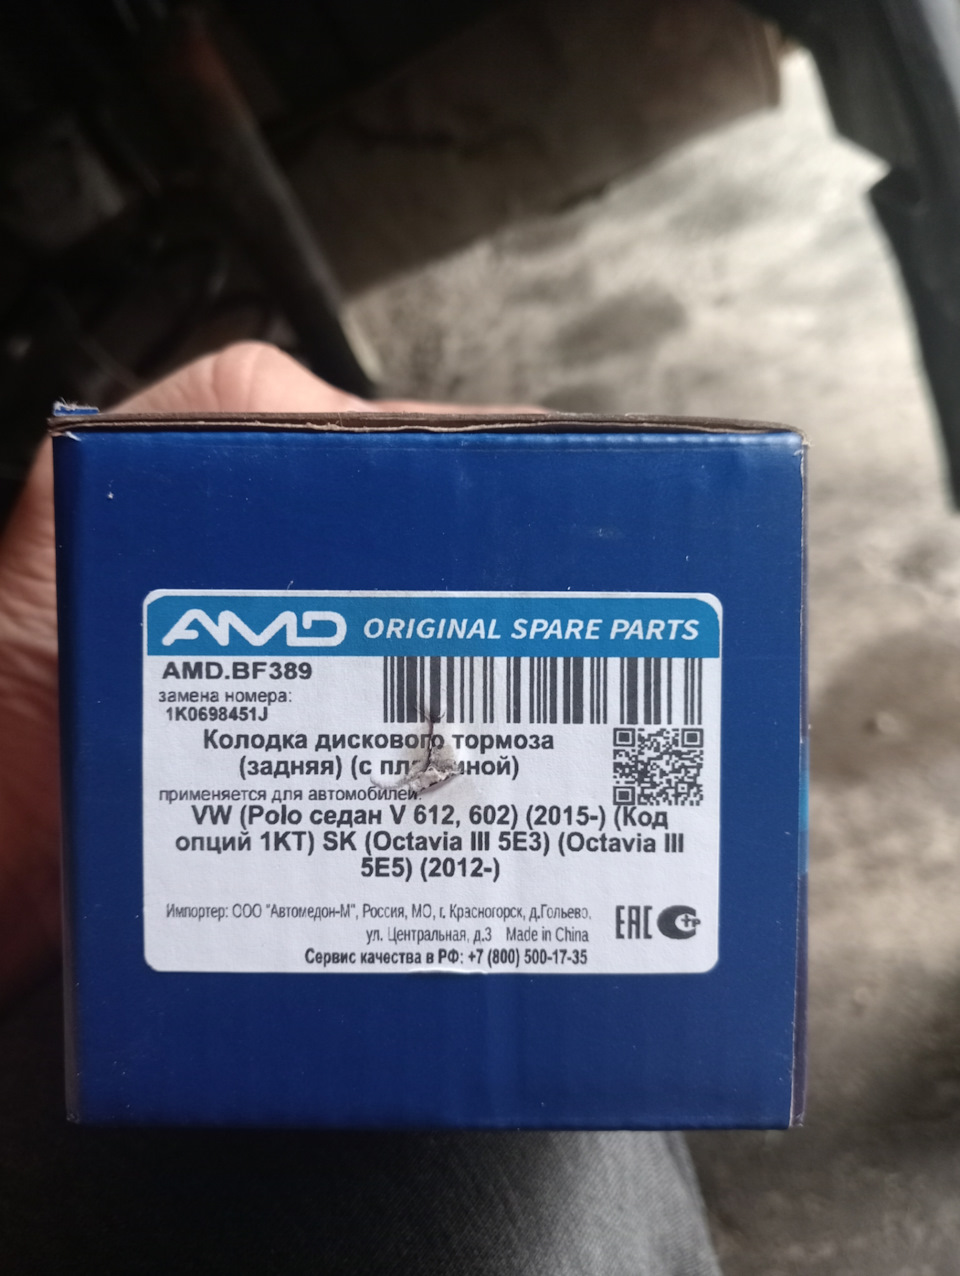 AMD ORIGINAL SPARE PARTS
AMD.BF389
замена номера:
1K0698451J
Колодка дискового тормоза
(задняя) (с
применяется для автомобилей:
VW (Polo седан V 612, 602) (2015-) (Код
опций 1KT) SK (Octavia III 5E3) (Octavia III
5E5) (2012-)
Импортер: ООО "Автомедон-М", Россия, МО, г. Красногорск, д.Гольево,
ул. Центральная, д.3 Made in China
Сервис качества в РФ: +7 (800) 500-17-35
EAC